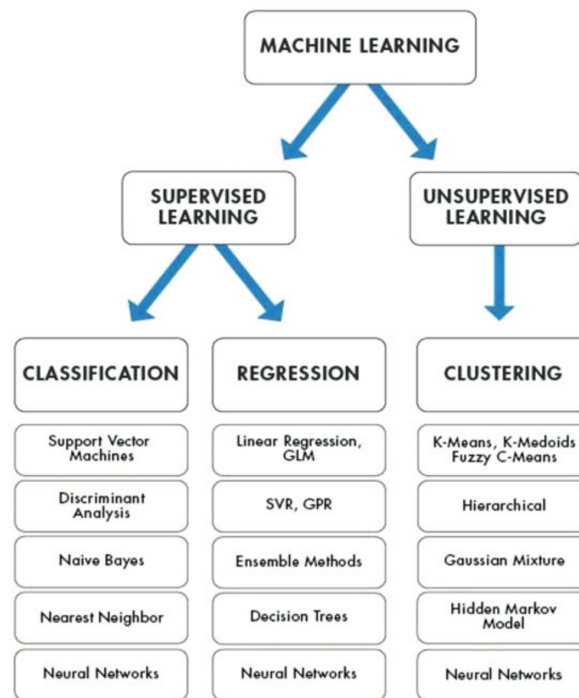 MACHINE LEARNING
SUPERVISED
LEARNING
UNSUPERVISED
LEARNING
CLASSIFICATION
Support Vector
Machines
Discriminant
Analysis
Naive Bayes
Nearest Neighbor
Neural Networks
REGRESSION
Linear Regression,
GLM
SVR, GPR
Ensemble Methods
Decision Trees
Neural Networks
CLUSTERING
K-Means, K-Medoids
Fuzzy C-Means
Hierarchical
Gaussian Mixture
Hidden Markov
Model
Neural Networks